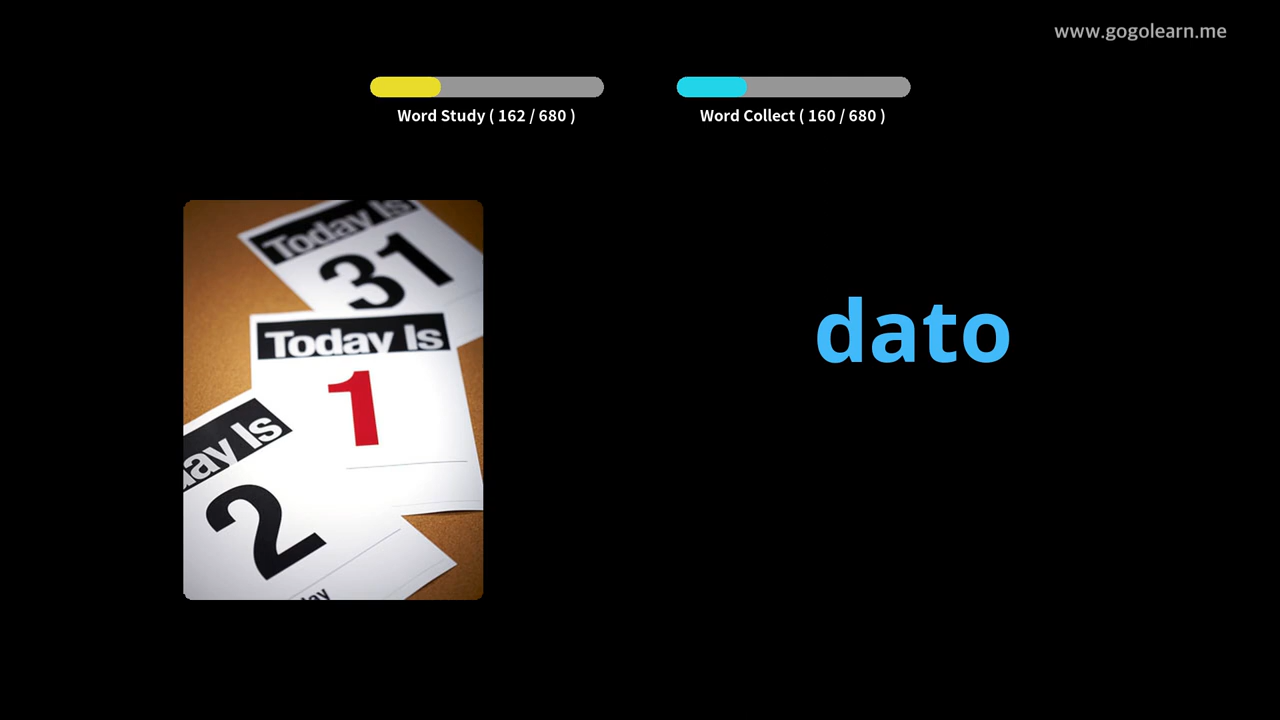 www.gogolearn.me
Word Study ( 162 / 680 )
Word Collect ( 160 / 680 )
Today Is
31
Today Is
1
day Is
2
dato